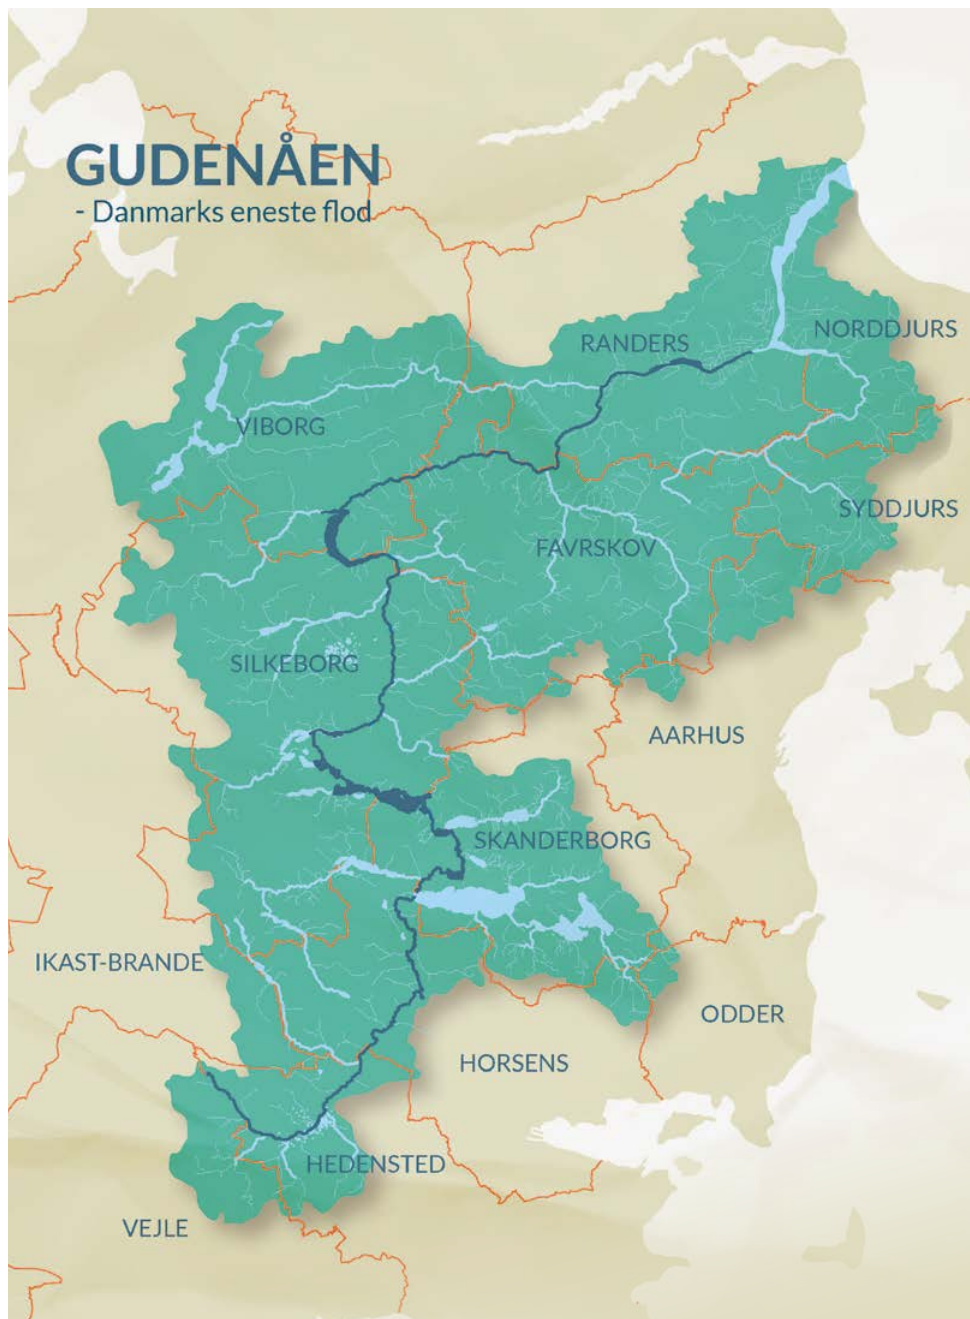 GUDENÅEN
- Danmarks eneste flod
RANDERS
NORDDJURS
VIBORG
SYDDJURS
FAVRSKOV
SILKEBORG
AARHUS
SKANDERBORG
IKAST-BRANDE
ODDER
HORSENS
HEDENSTED
VEJLE